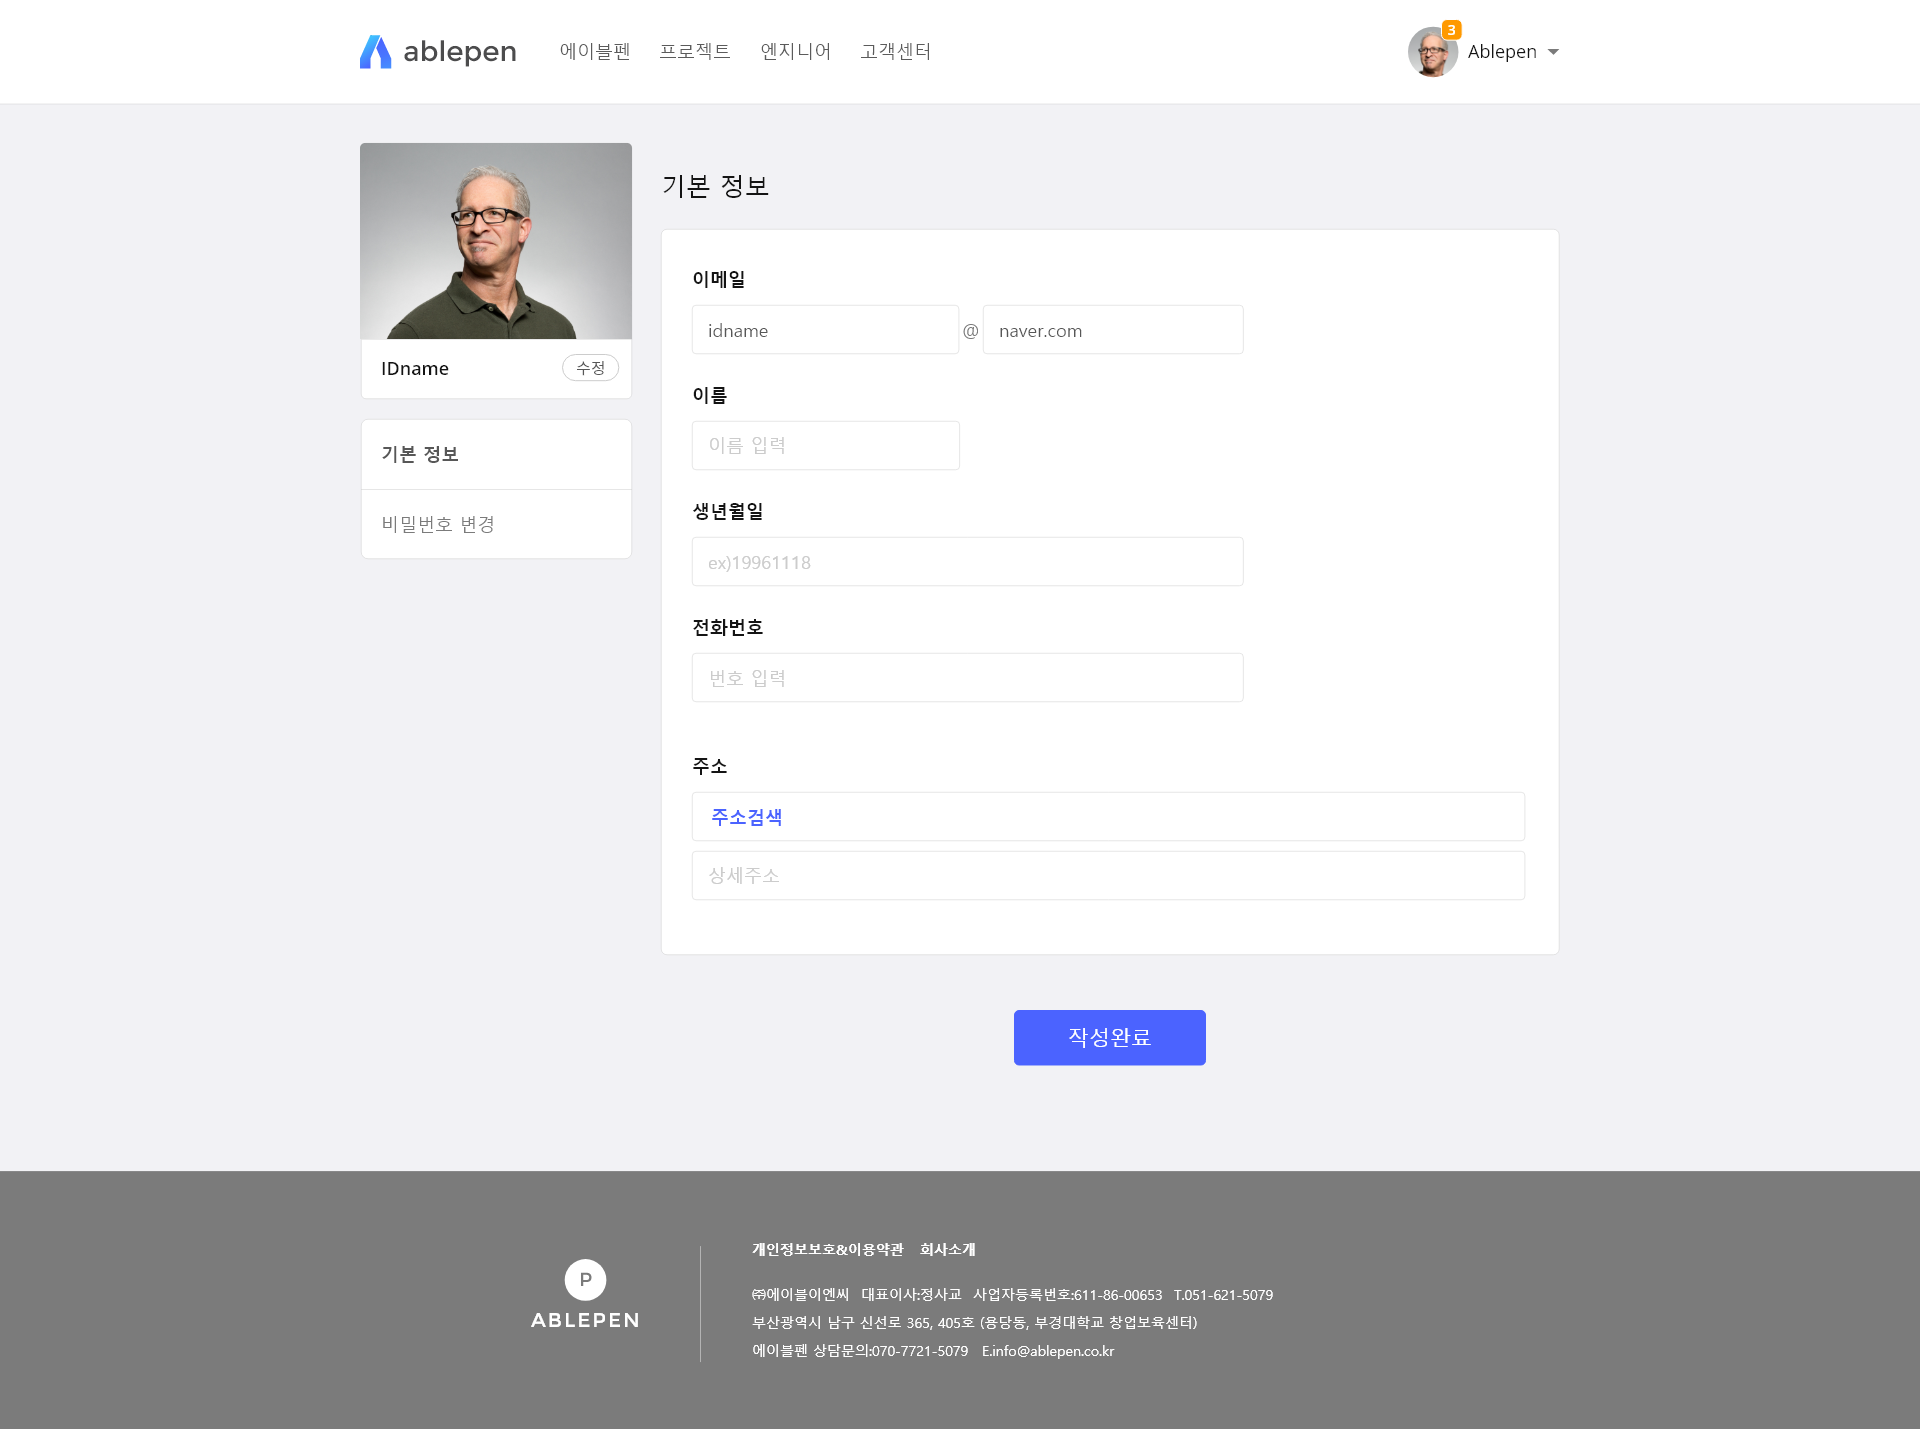 ablepen 에이블펜 프로젝트 엔지니어 고객센터 3 Ablepen
IDname 수정
기본 정보
비밀번호 변경
기본 정보
이메일
idname @ naver.com
이름
이름 입력
생년월일
ex)19961118
전화번호
번호 입력
주소
주소검색
상세주소
작성완료
P
ABLEPEN
개인정보보호&이용약관 회사소개
㈜에이블이엔씨 대표이사:정사교 사업자등록번호:611-86-00653 T.051-621-5079
부산광역시 남구 신선로 365, 405호 (용당동, 부경대학교 창업보육센터)
에이블펜 상담문의:070-7721-5079 E.info@ablepen.co.kr